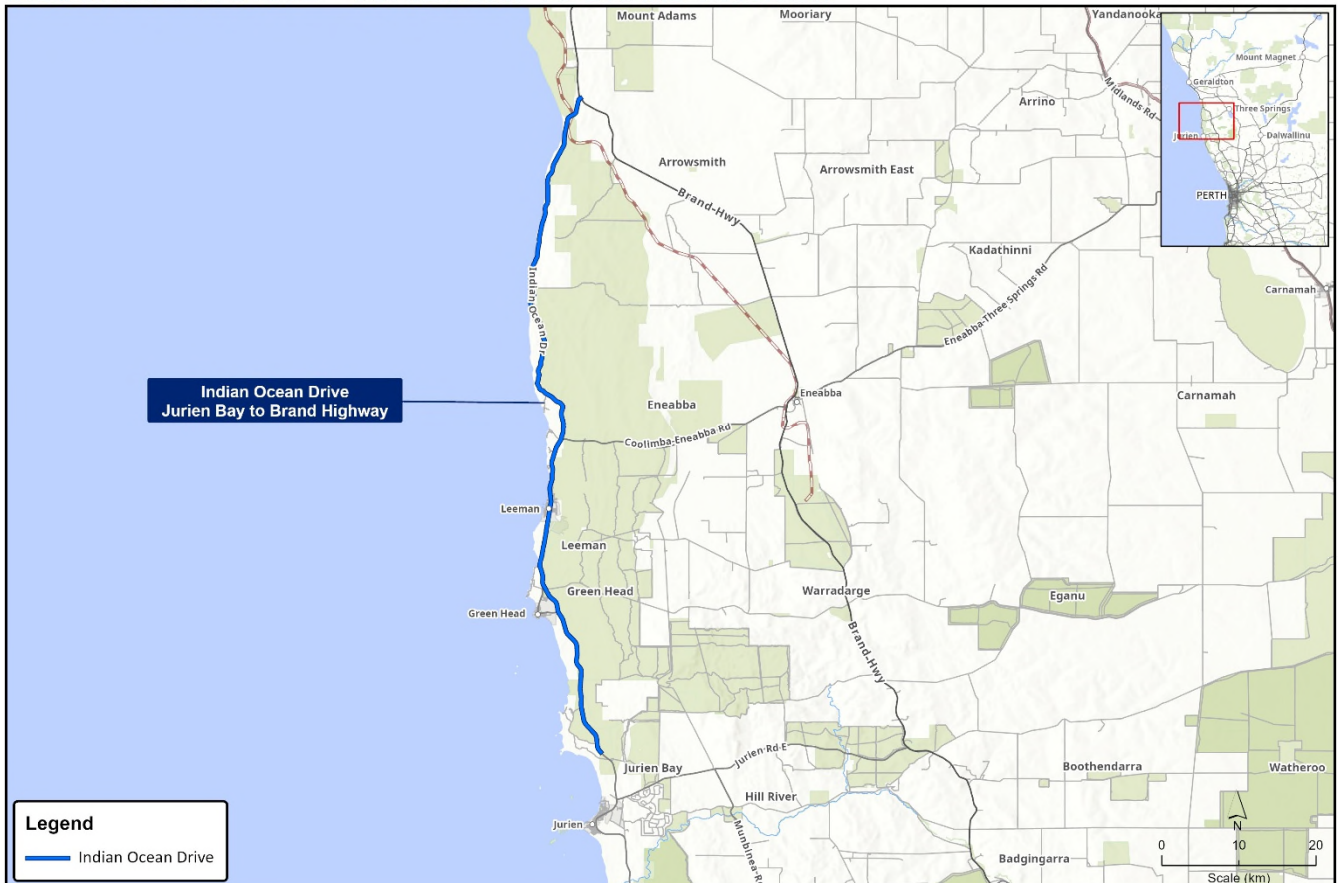 Mount Adams
Mooriary
Yandanooka
Midlands Rd
Arrino
Arrowsmith
Arrowsmith East
Brand-Hwy
Kadathinni
Indian Ocean Dr
Eneabba-Three Springs Rd
Carnamah
Indian Ocean Drive
Jurien Bay to Brand Highway
Eneabba
Eneabba
Carnamah
Coolimba-Eneabba Rd
Leeman
Leeman
Green Head
Green Head
Warradarge
Eganu
Brand-Hwy
Jurien Rd E
Jurien Bay
Boothendarra
Watheroo
Hill River
Jurien
Munbinea-R
Badgingarra
Mount Magnet
Geraldton
Three Springs
Jurien
Dalwallinu
PERTH
Legend
Indian Ocean Drive
N
0 10 20
Scale (km)